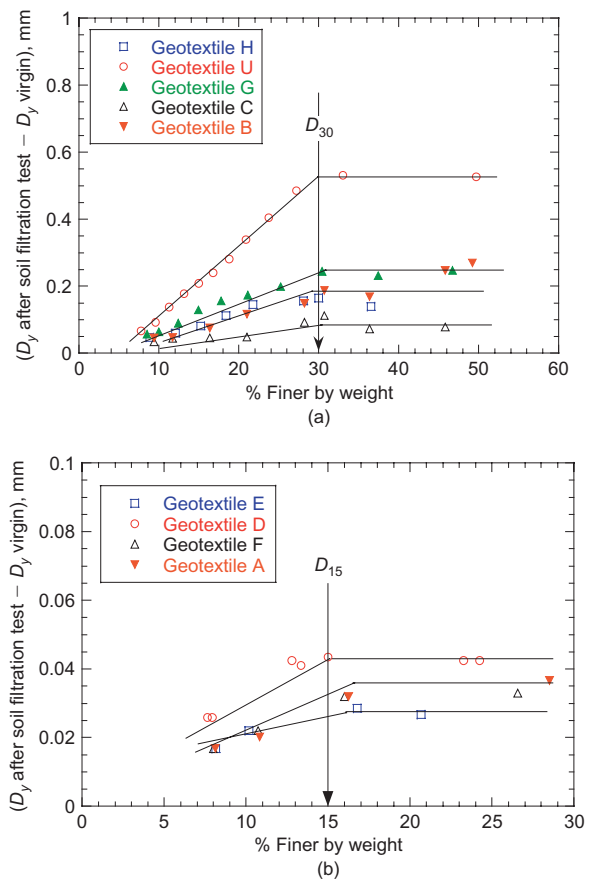 (Dy after soil filtration test – Dy virgin), mm
1
0.8
0.6
0.4
0.2
0
Geotextile H
Geotextile U
Geotextile G
Geotextile C
Geotextile B
D30
0 10 20 30 40 50 60
% Finer by weight
(a)
(Dy after soil filtration test – Dy virgin), mm
0.1
0.08
0.06
0.04
0.02
0
Geotextile E
Geotextile D
Geotextile F
Geotextile A
D15
0 5 10 15 20 25 30
% Finer by weight
(b)